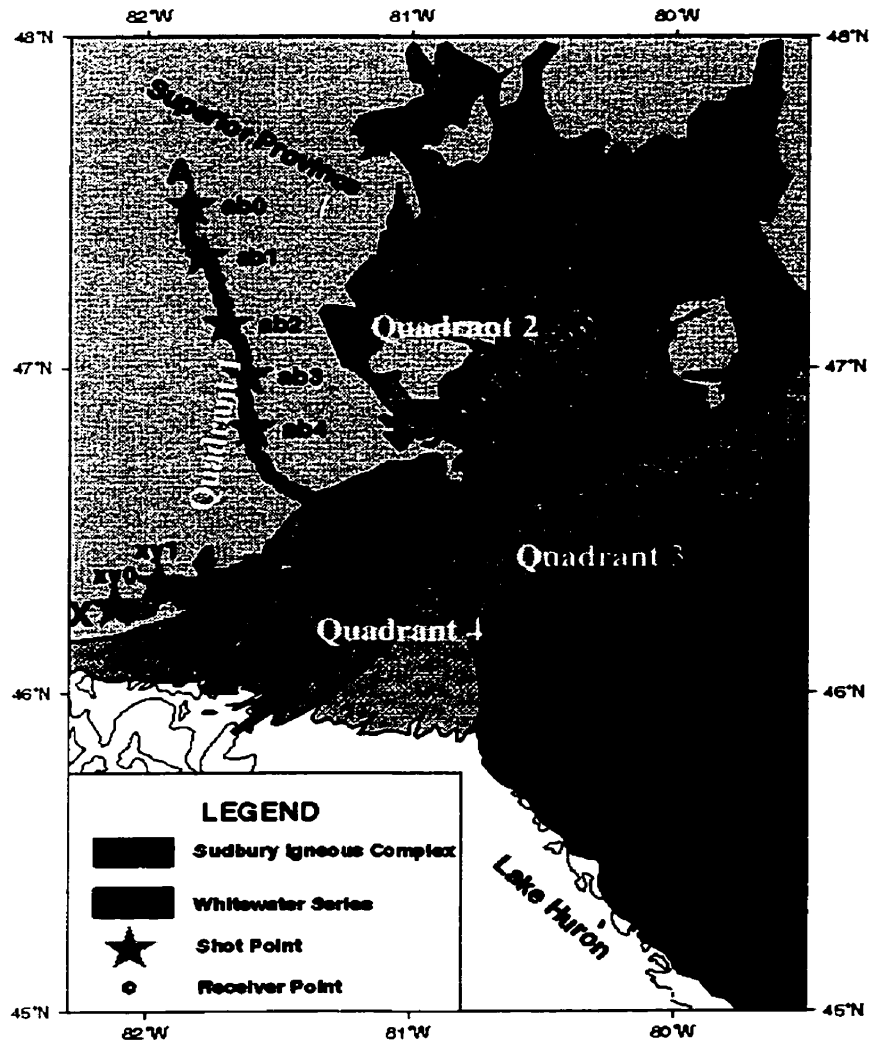 82°W 81°W 80°W
48°N 48°N
Superior Province
A
ab0
ab1
ab2
Quadrant 2
47°N 47°N
ab3
Quadrant 1
ab4
xy1
Quadrant 3
xy0
X
Quadrant 4
46°N 46°N
LEGEND
Sudbury Igneous Complex
Whitewater Series
Shot Point
Receiver Point
Lake Huron
45°N 45°N
82°W 81°W 80°W